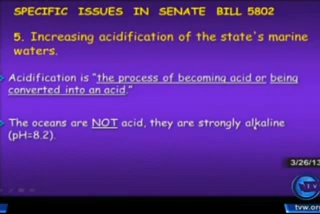 SPECIFIC ISSUES IN SENATE BILL 5802
5. Increasing acidification of the state's marine
waters.
Acidification is "the process of becoming acid or being
converted into an acid."
The oceans are NOT acid, they are strongly alkaline
(pH=8.2).
3/26/13
tvw.org